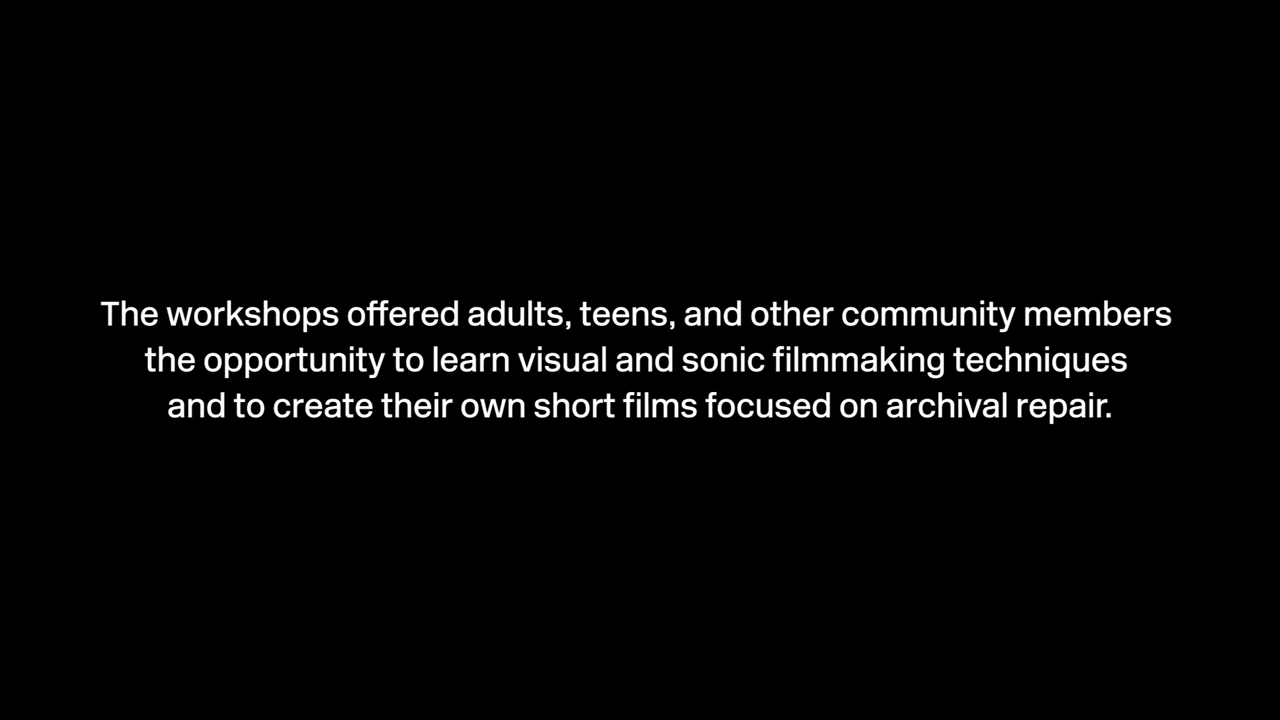 The workshops offered adults, teens, and other community members
the opportunity to learn visual and sonic filmmaking techniques
and to create their own short films focused on archival repair.